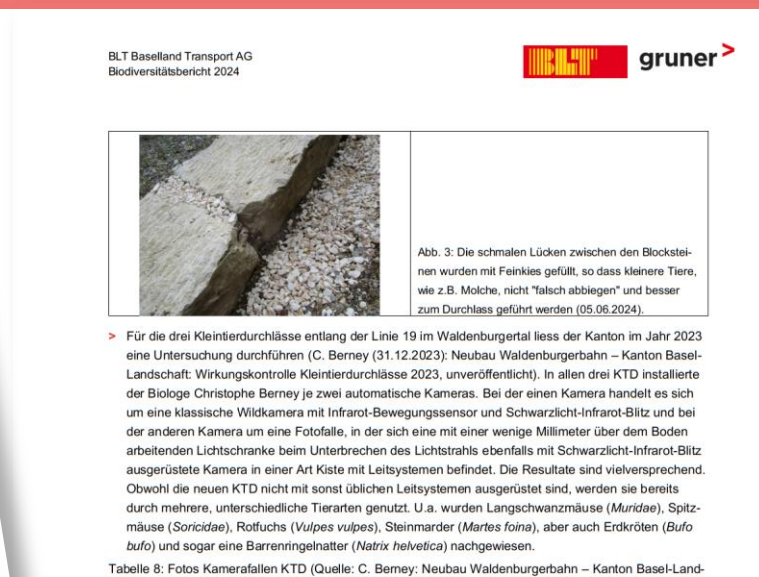 BLT Baselland Transport AG
Biodiversitätsbericht 2024
BLT
gruner>
Abb. 3: Die schmalen Lücken zwischen den Blockstei-
nen wurden mit Feinkies gefüllt, so dass kleinere Tiere,
wie z.B. Molche, nicht "falsch abbiegen" und besser
zum Durchlass geführt werden (05.06.2024).
> Für die drei Kleintierdurchlässe entlang der Linie 19 im Waldenburgertal liess der Kanton im Jahr 2023
eine Untersuchung durchführen (C. Berney (31.12.2023): Neubau Waldenburgerbahn – Kanton Basel-
Landschaft: Wirkungskontrolle Kleintierdurchlässe 2023, unveröffentlicht). In allen drei KTD installierte
der Biologe Christophe Berney je zwei automatische Kameras. Bei der einen Kamera handelt es sich
um eine klassische Wildkamera mit Infrarot-Bewegungssensor und Schwarzlicht-Infrarot-Blitz und bei
der anderen Kamera um eine Fotofalle, in der sich eine mit einer wenige Millimeter über dem Boden
arbeitenden Lichtschranke beim Unterbrechen des Lichtstrahls ebenfalls mit Schwarzlicht-Infrarot-Blitz
ausgerüstete Kamera in einer Art Kiste mit Leitsystemen befindet. Die Resultate sind vielversprechend.
Obwohl die neuen KTD nicht mit sonst üblichen Leitsystemen ausgerüstet sind, werden sie bereits
durch mehrere, unterschiedliche Tierarten genutzt. U.a. wurden Langschwanzmäuse (Muridae), Spitz-
mäuse (Soricidae), Rotfuchs (Vulpes vulpes), Steinmarder (Martes foina), aber auch Erdkröten (Bufo
bufo) und sogar eine Barrenringelnatter (Natrix helvetica) nachgewiesen.
Tabelle 8: Fotos Kamerafallen KTD (Quelle: C. Berney: Neubau Waldenburgerbahn – Kanton Basel-Land-